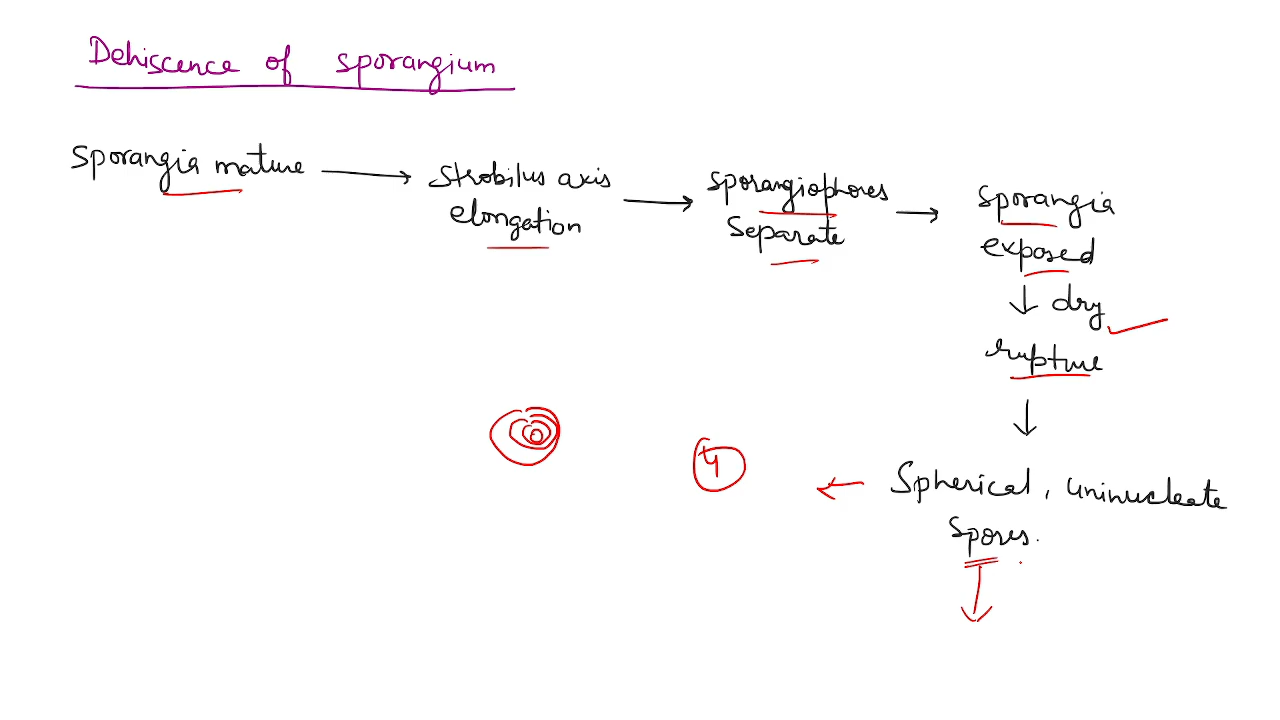 Dehiscence of sporangium
Sporangia mature → Strobilus axis elongation → Sporangiophores separate → Sporangia exposed
↓ dry
rupture
↓
4 ← Spherical, uninucleate
Spores.